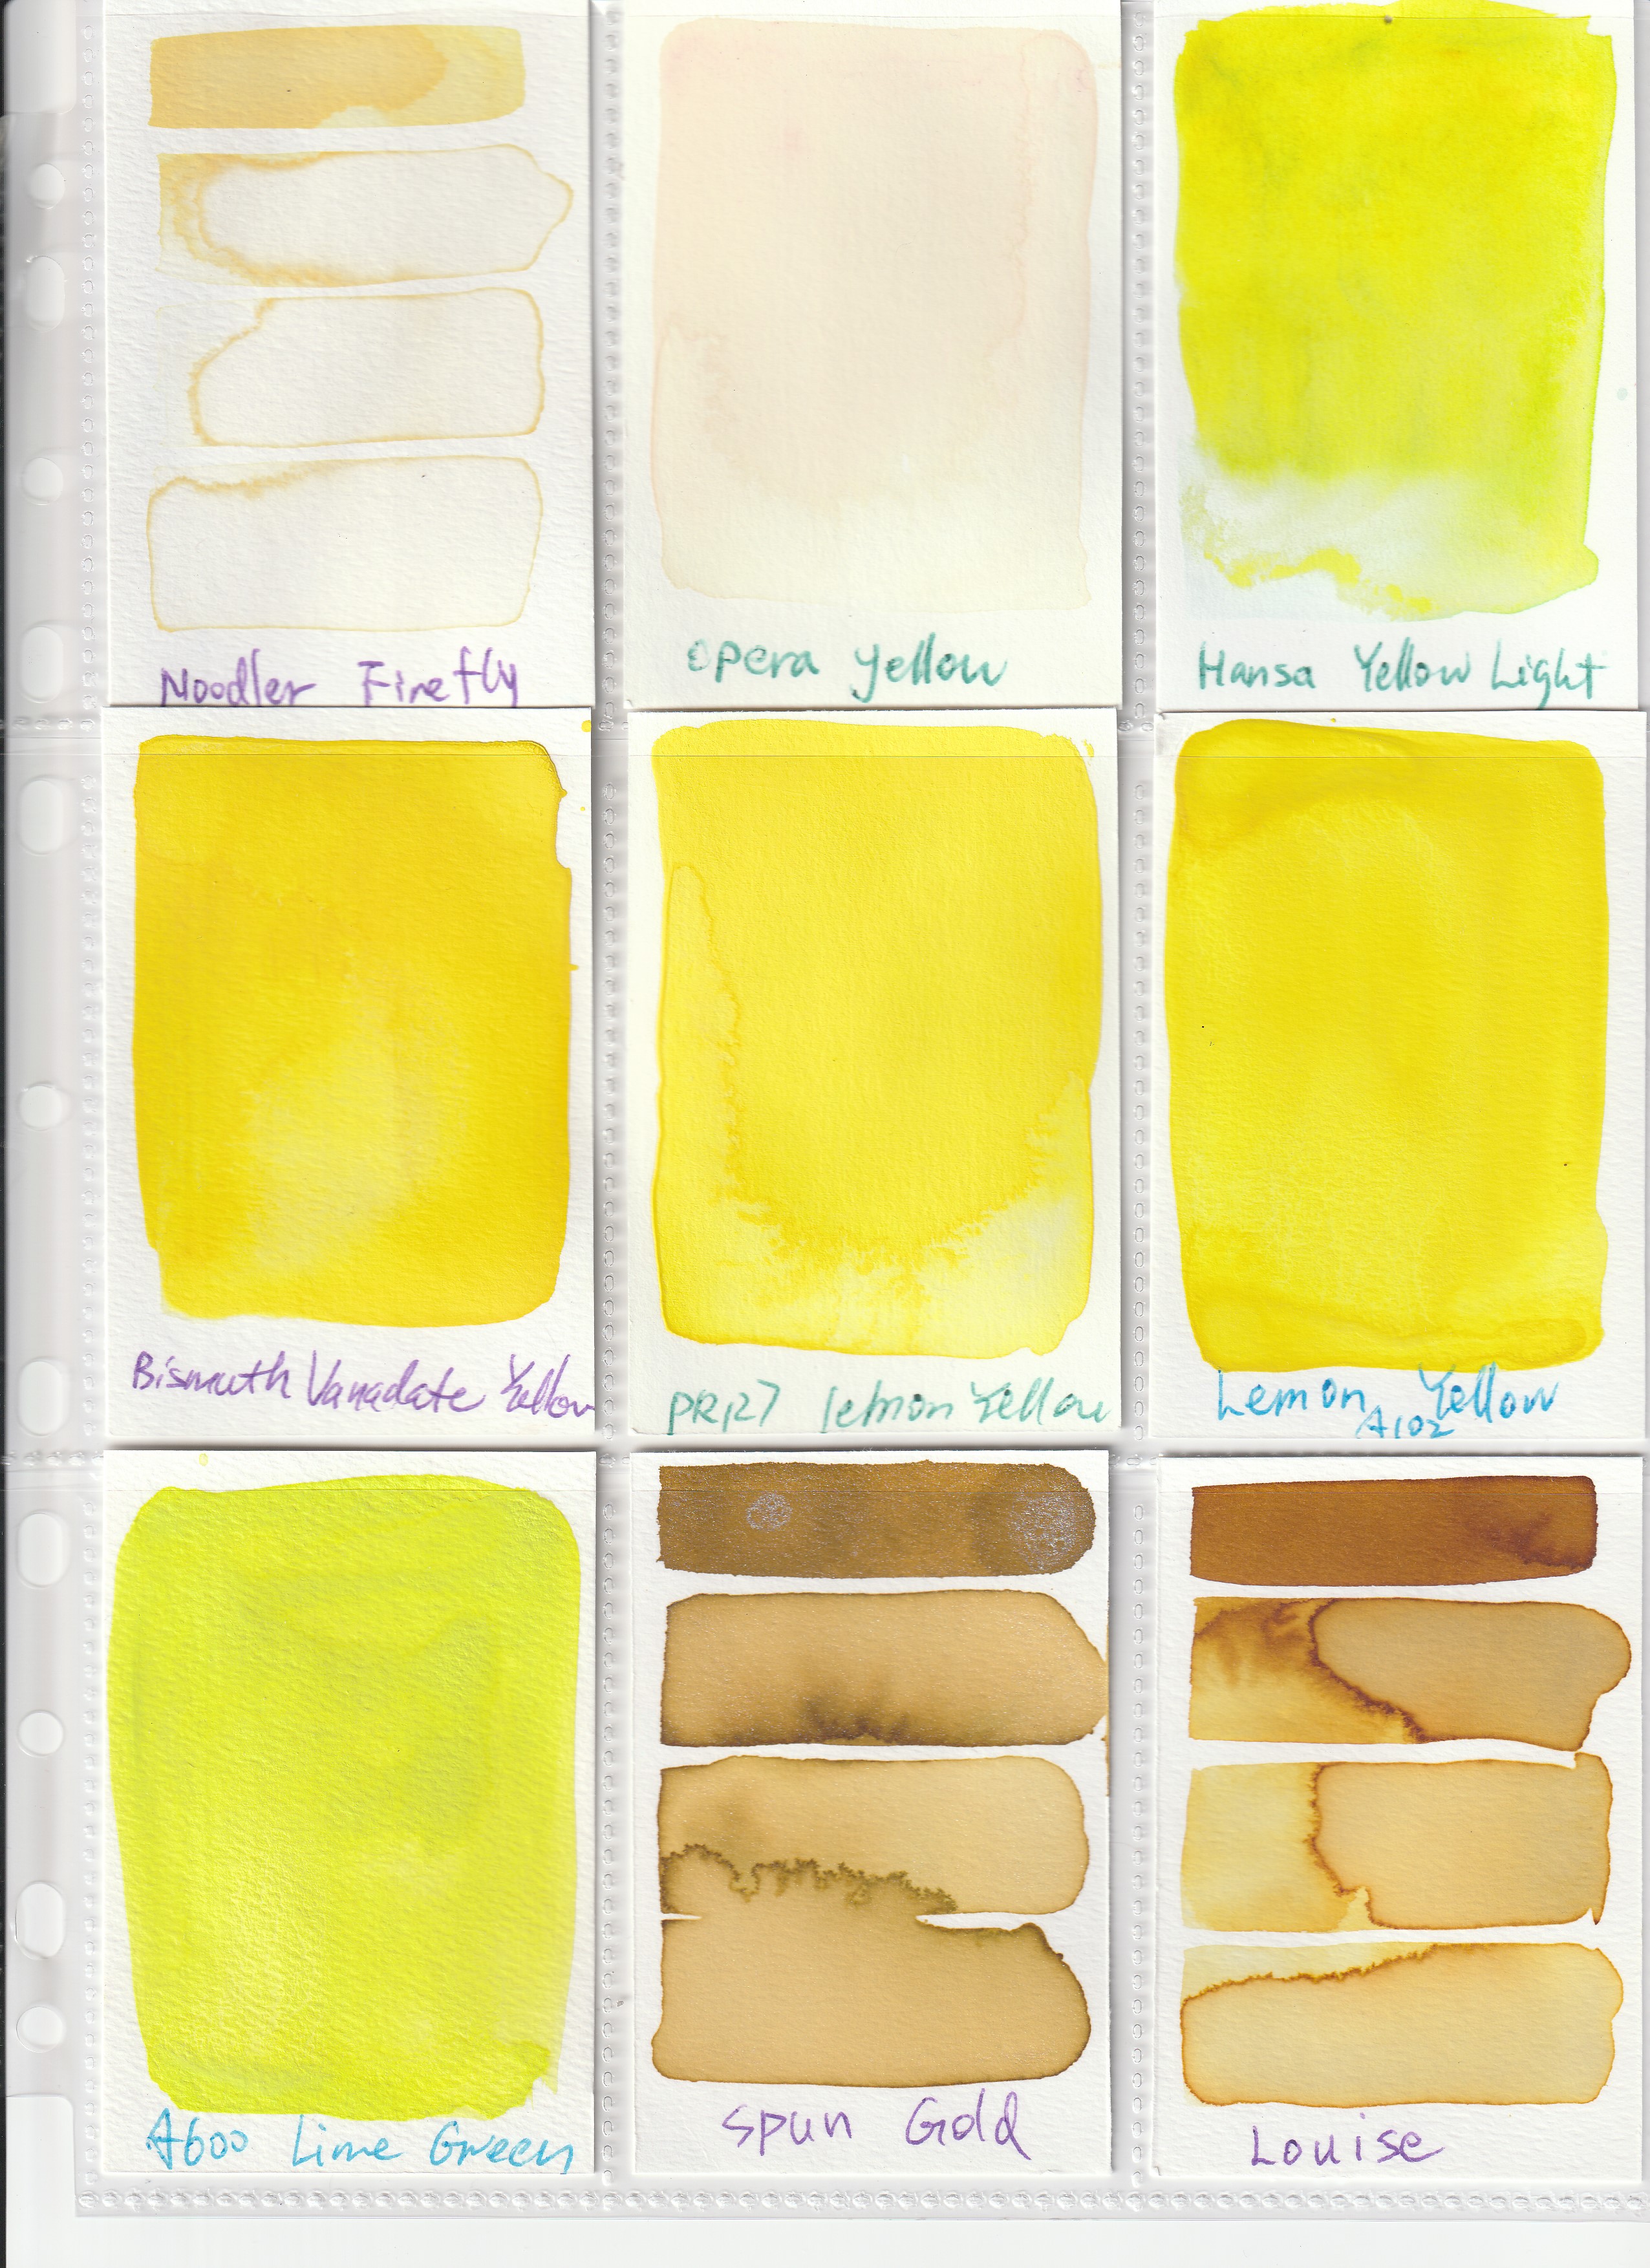 Noodler Firefly
Opera Yellow
Hansa Yellow Light
Bismuth Vanadate Yellow
PR127 lemon Yellow
Lemon Yellow
A102
A600 Lime Green
Spun Gold
Louise